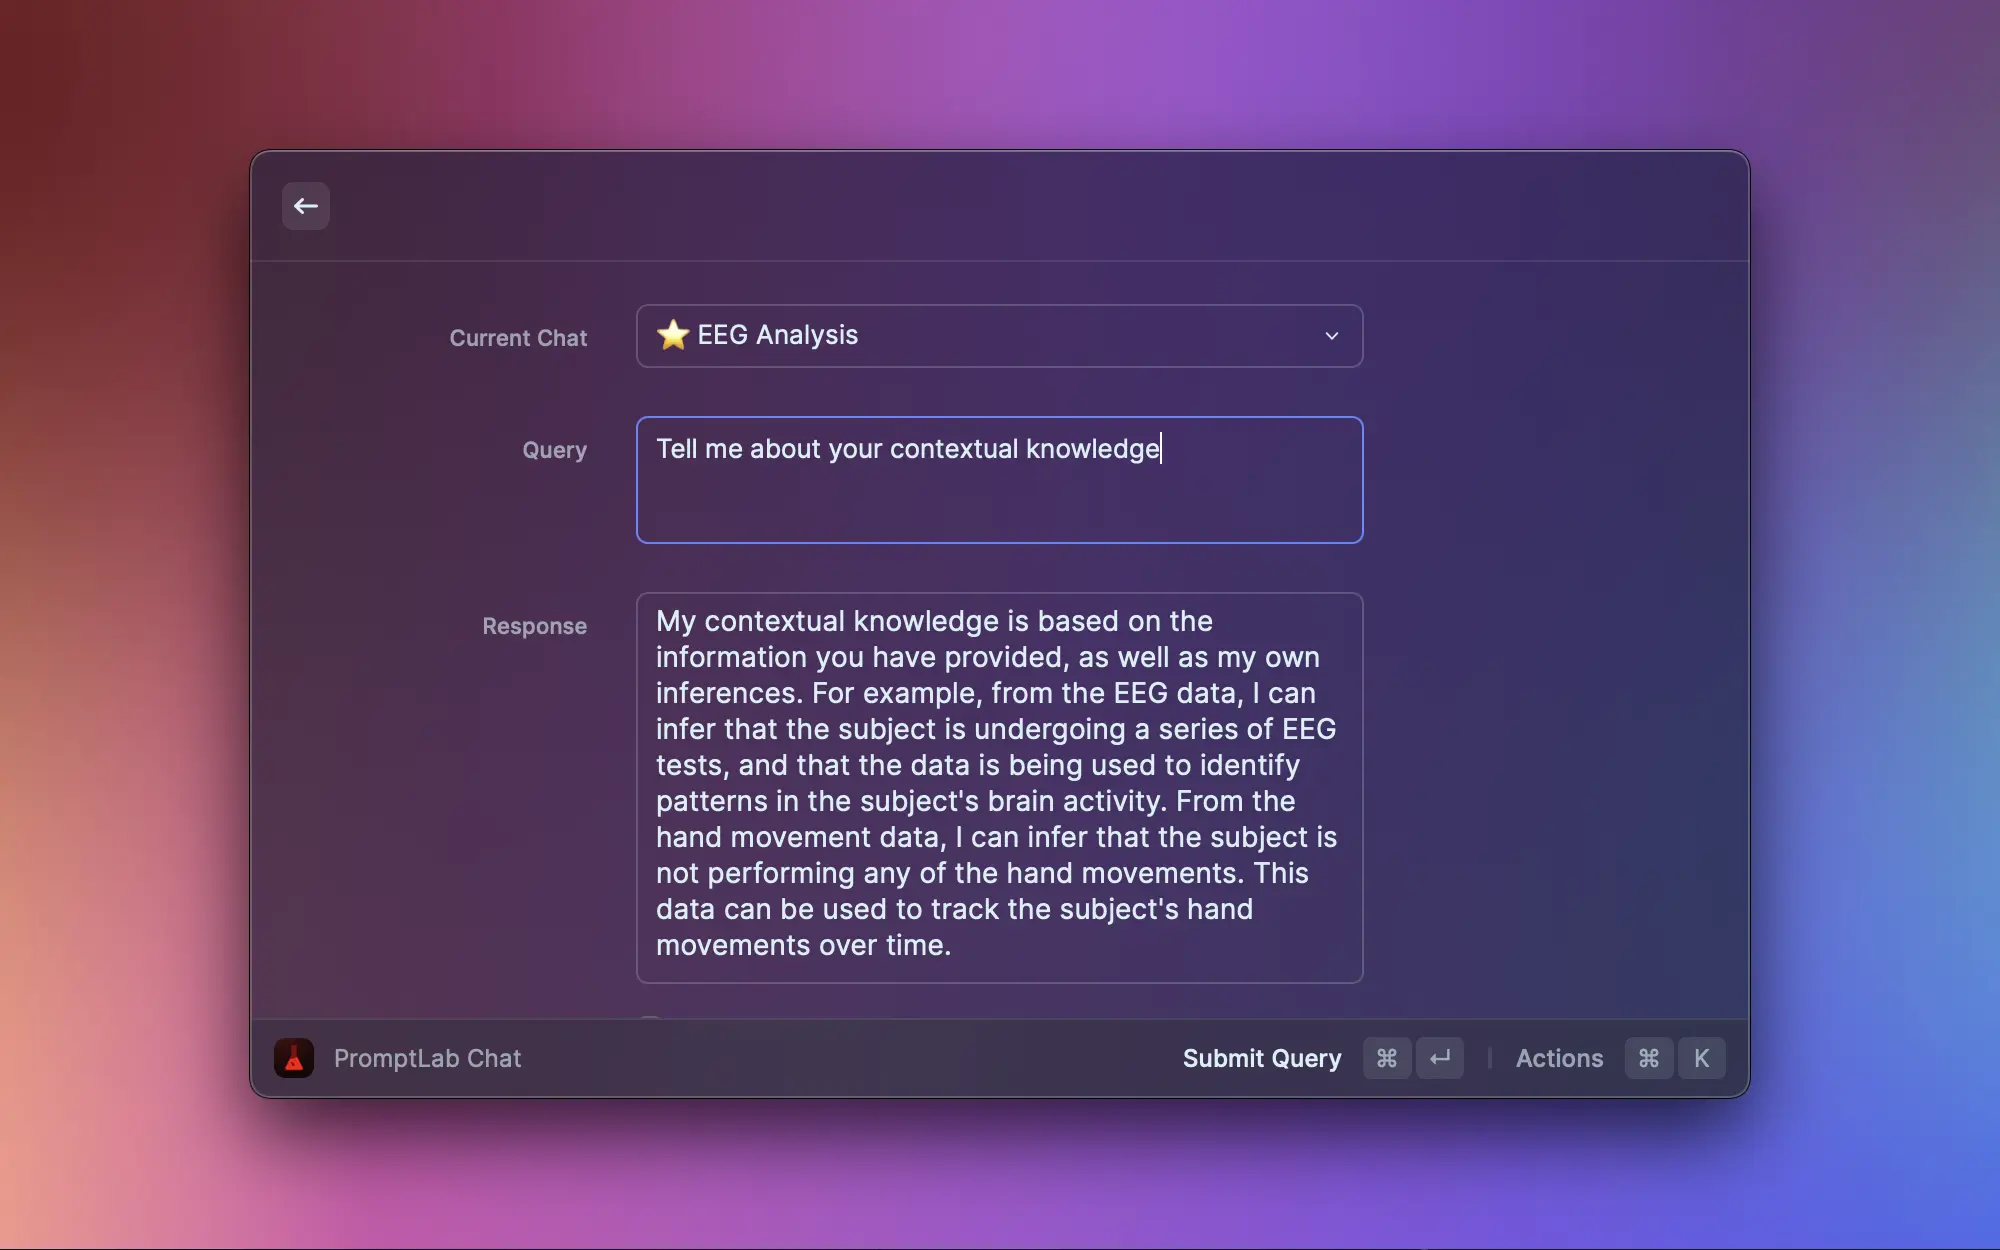 Current Chat
⭐ EEG Analysis
Query
Tell me about your contextual knowledge
Response
My contextual knowledge is based on the
information you have provided, as well as my own
inferences. For example, from the EEG data, I can
infer that the subject is undergoing a series of EEG
tests, and that the data is being used to identify
patterns in the subject's brain activity. From the
hand movement data, I can infer that the subject is
not performing any of the hand movements. This
data can be used to track the subject's hand
movements over time.
PromptLab Chat
Submit Query ⌘ ↵ | Actions ⌘ K